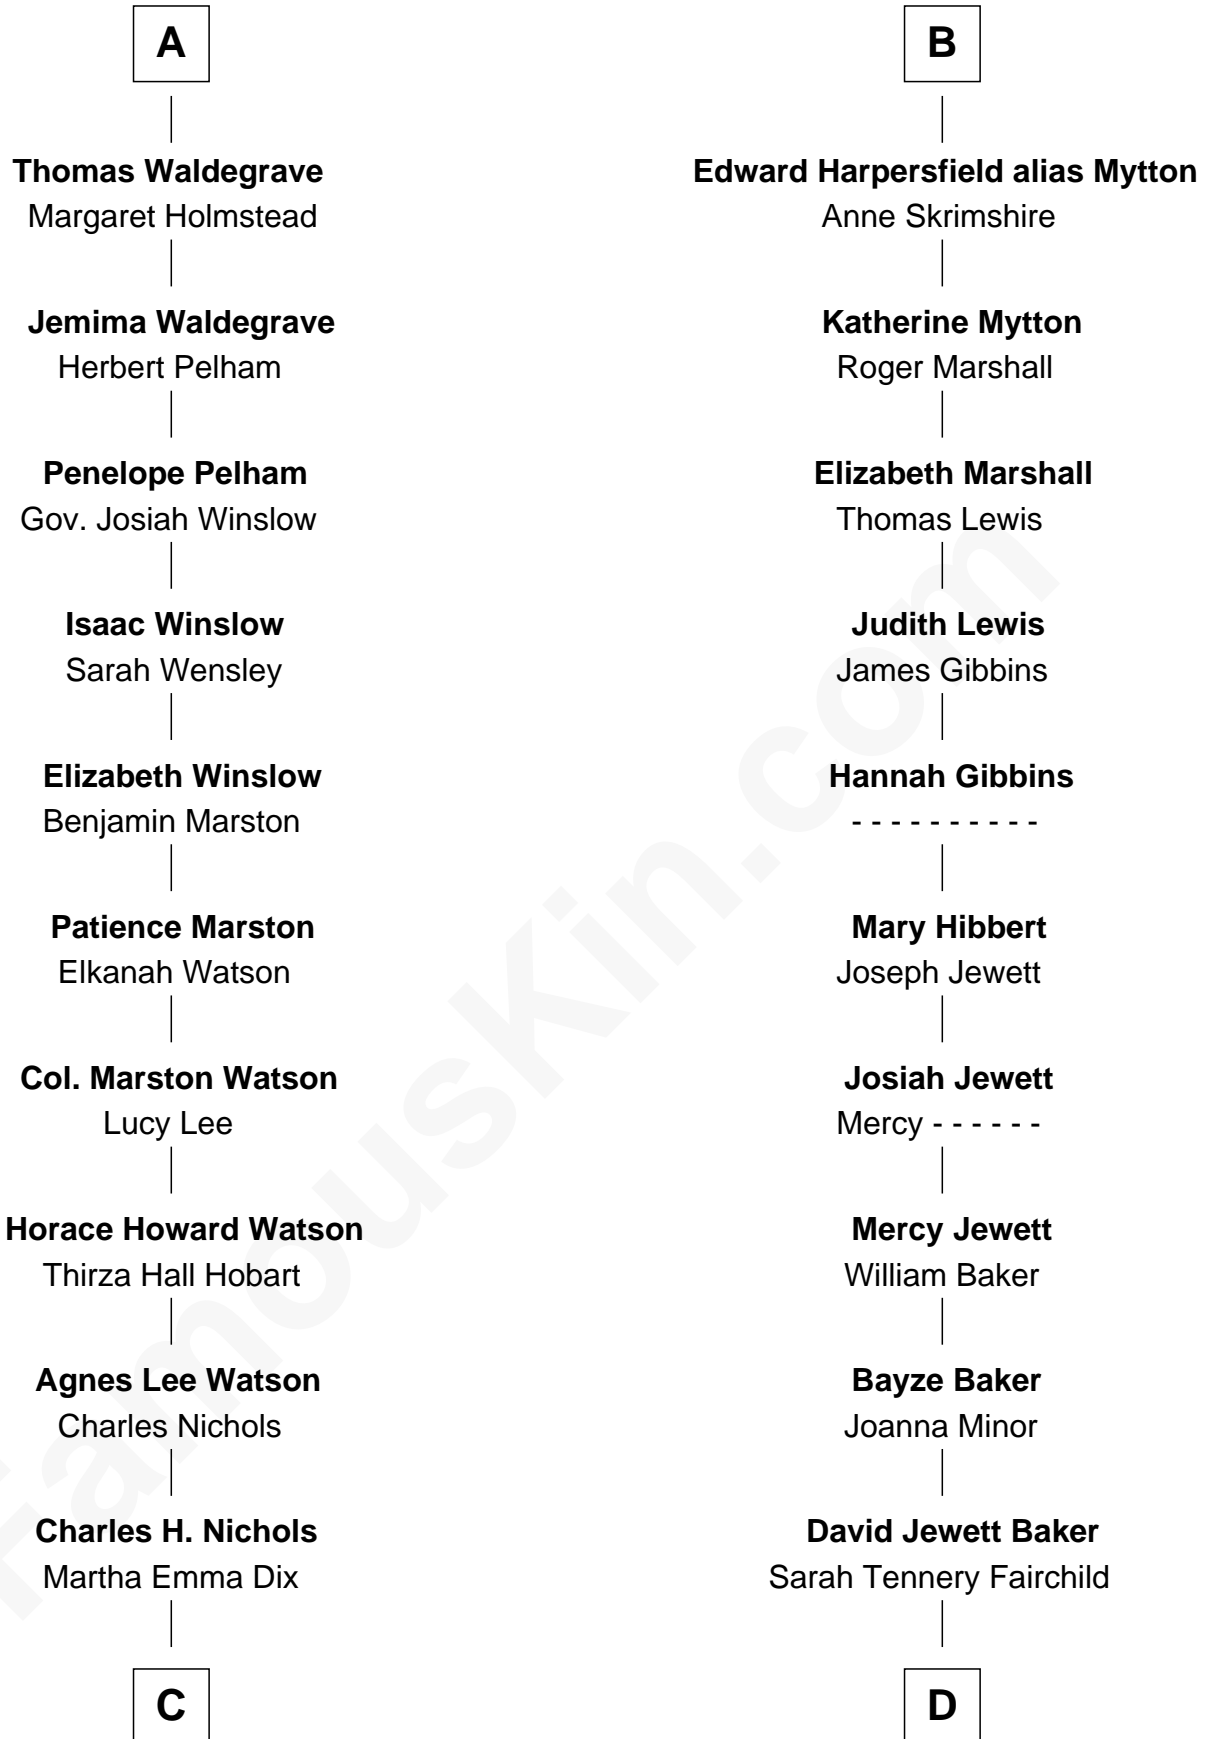 A
Thomas Waldegrave
Margaret Holmstead
Jemima Waldegrave
Herbert Pelham
Penelope Pelham
Gov. Josiah Winslow
Isaac Winslow
Sarah Wensley
Elizabeth Winslow
Benjamin Marston
Patience Marston
Elkanah Watson
Col. Marston Watson
Lucy Lee
Horace Howard Watson
Thirza Hall Hobart
Agnes Lee Watson
Charles Nichols
Charles H. Nichols
Martha Emma Dix
C
B
Edward Harpersfield alias Mytton
Anne Skrimshire
Katherine Mytton
Roger Marshall
Elizabeth Marshall
Thomas Lewis
Judith Lewis
James Gibbins
Hannah Gibbins
- - - - - - - - - -
Mary Hibbert
Joseph Jewett
Josiah Jewett
Mercy - - - - - -
Mercy Jewett
William Baker
Bayze Baker
Joanna Minor
David Jewett Baker
Sarah Tennery Fairchild
D
FamousKin.com